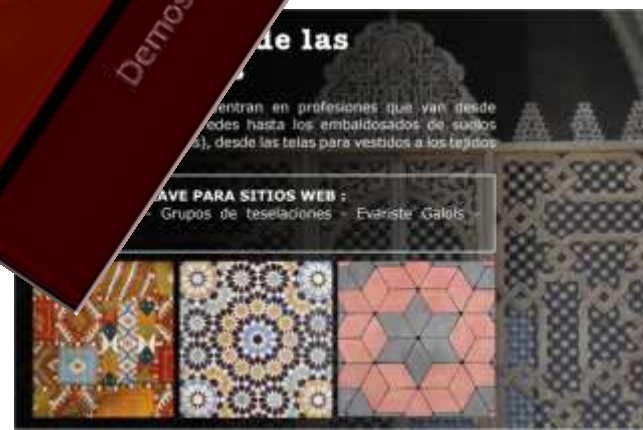 Demos
de las
entran en profesiones que van desde
redes hasta los embaldosados de suelos
s), desde las telas para vestidos a los tejidos
AVE PARA SITIOS WEB :
- Grupos de teselaciones - Evariste Galois -